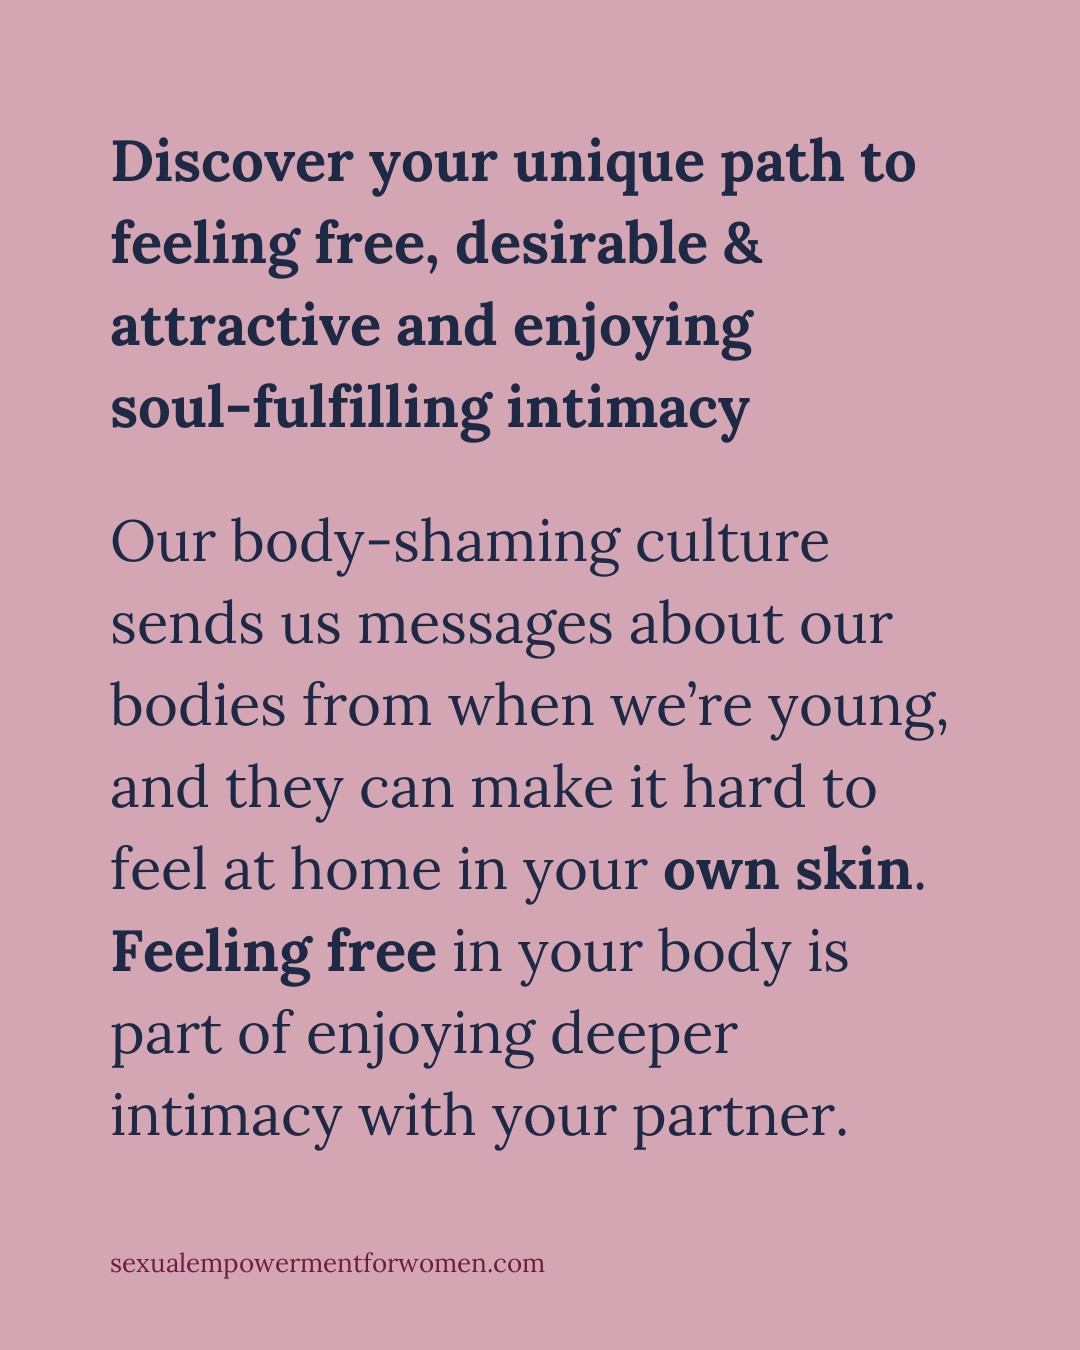 Discover your unique path to
feeling free, desirable &
attractive and enjoying
soul-fulfilling intimacy
Our body-shaming culture
sends us messages about our
bodies from when we’re young,
and they can make it hard to
feel at home in your own skin.
Feeling free in your body is
part of enjoying deeper
intimacy with your partner.
sexualempowermentforwomen.com